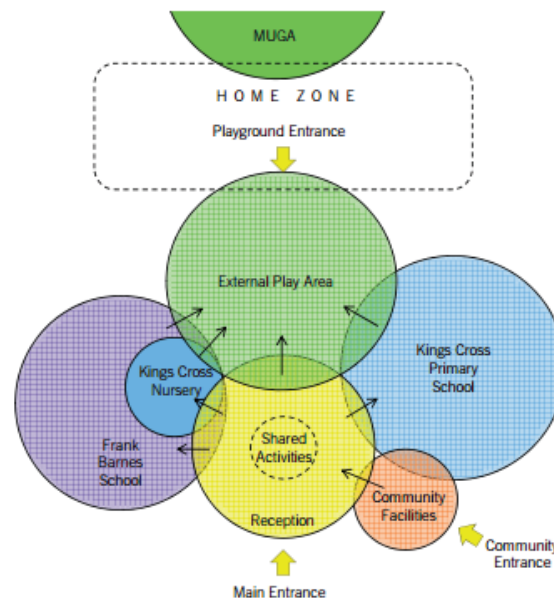 MUGA
HOME ZONE
Playground Entrance
External Play Area
Kings Cross
Nursery
Kings Cross
Primary
School
Frank
Barnes
School
Shared
Activities
Community
Facilities
Reception
Community
Entrance
Main Entrance